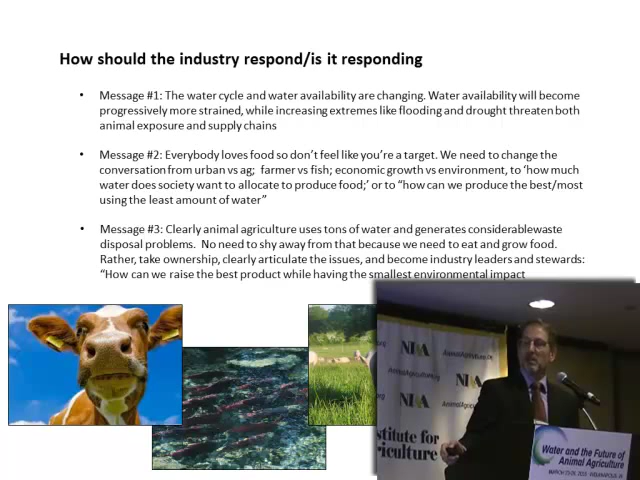 How should the industry respond/is it responding
• Message #1: The water cycle and water availability are changing. Water availability will become
progressively more strained, while increasing extremes like flooding and drought threaten both
animal exposure and supply chains
• Message #2: Everybody loves food so don't feel like you're a target. We need to change the
conversation from urban vs ag; farmer vs fish; economic growth vs environment, to 'how much
water does society want to allocate to produce food;' or to "how can we produce the best/most
using the least amount of water"
• Message #3: Clearly animal agriculture uses tons of water and generates considerablewaste
disposal problems. No need to shy away from that because we need to eat and grow food.
Rather, take ownership, clearly articulate the issues, and become industry leaders and stewards:
"How can we raise the best product while having the smallest environmental impact
AnimalAgriculture.org
stitute for
riculture
Water and the Future
of Animal Agriculture